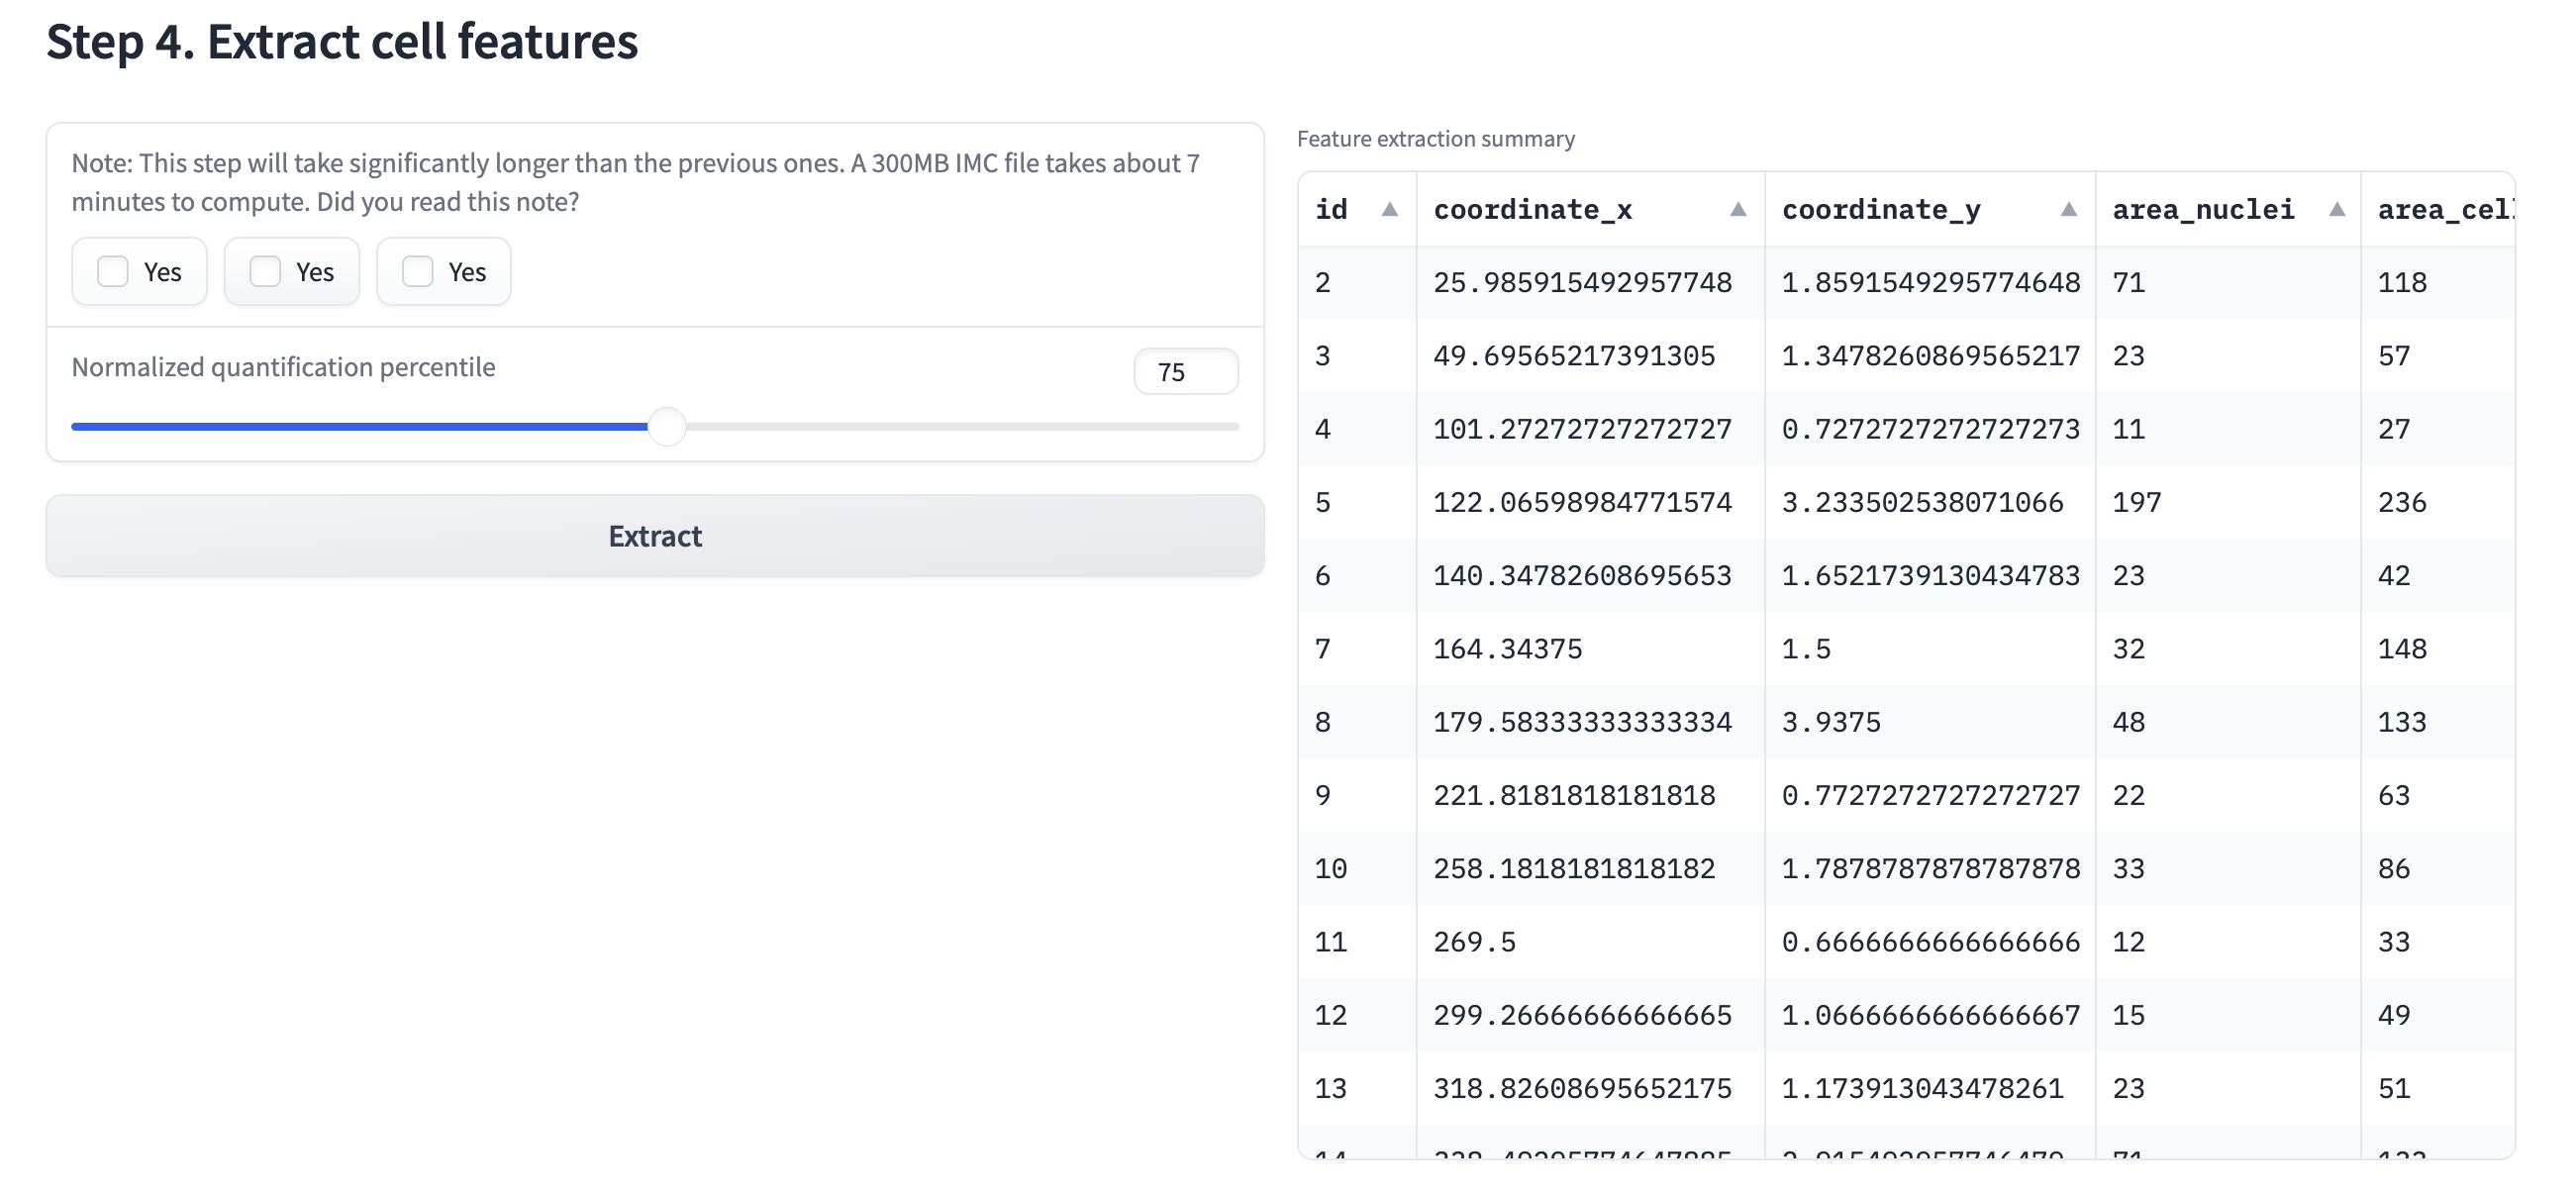 Step 4. Extract cell features
Note: This step will take significantly longer than the previous ones. A 300MB IMC file takes about 7
minutes to compute. Did you read this note?
Yes Yes Yes
Normalized quantification percentile 75
Extract
Feature extraction summary
id coordinate_x coordinate_y area_nuclei area_cel
2 25.985915492957748 1.8591549295774648 71 118
3 49.69565217391305 1.3478260869565217 23 57
4 101.27272727272727 0.7272727272727273 11 27
5 122.06598984771574 3.233502538071066 197 236
6 140.34782608695653 1.6521739130434783 23 42
7 164.34375 1.5 32 148
8 179.58333333333334 3.9375 48 133
9 221.8181818181818 0.7727272727272727 22 63
10 258.1818181818182 1.7878787878787878 33 86
11 269.5 0.6666666666666666 12 33
12 299.26666666666665 1.0666666666666667 15 49
13 318.82608695652175 1.173913043478261 23 51